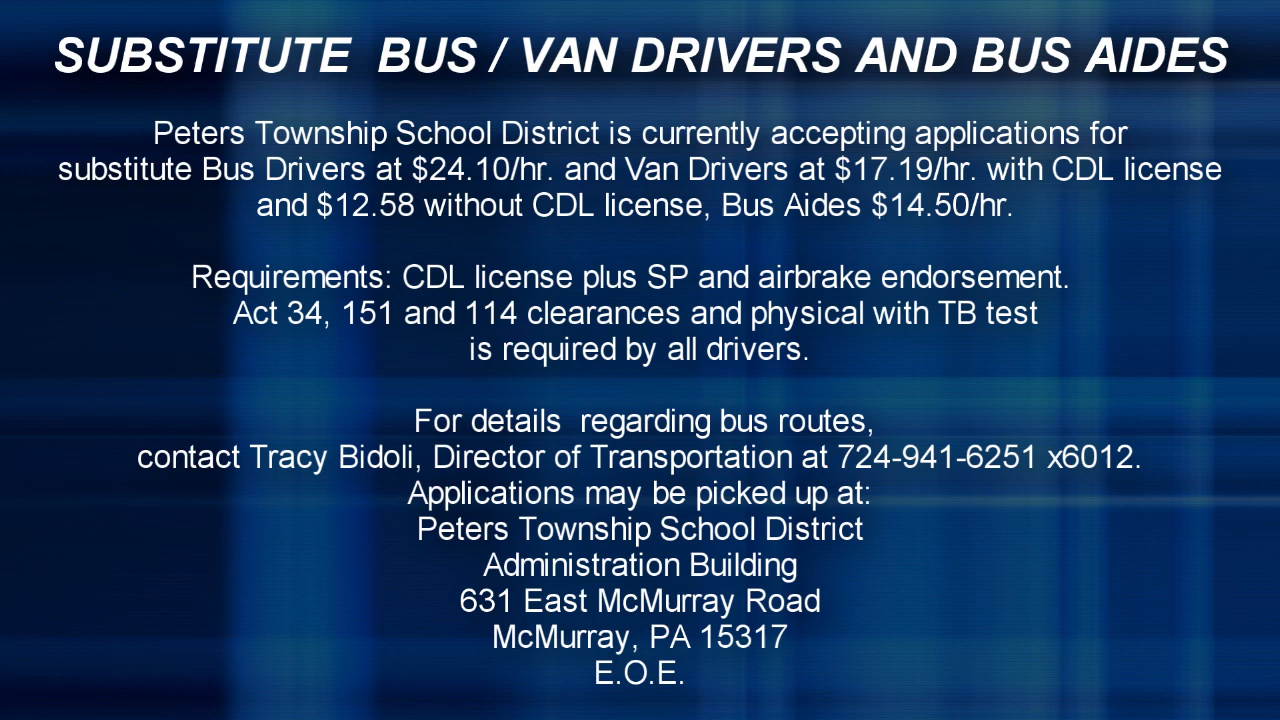 SUBSTITUTE  BUS / VAN DRIVERS AND BUS AIDES
Peters Township School District is currently accepting applications for
substitute Bus Drivers at $24.10/hr. and Van Drivers at $17.19/hr. with CDL license
and $12.58 without CDL license, Bus Aides $14.50/hr.
Requirements: CDL license plus SP and airbrake endorsement.
Act 34, 151 and 114 clearances and physical with TB test
is required by all drivers.
For details  regarding bus routes,
contact Tracy Bidoli, Director of Transportation at 724-941-6251 x6012.
Applications may be picked up at:
Peters Township School District
Administration Building
631 East McMurray Road
McMurray, PA 15317
E.O.E.